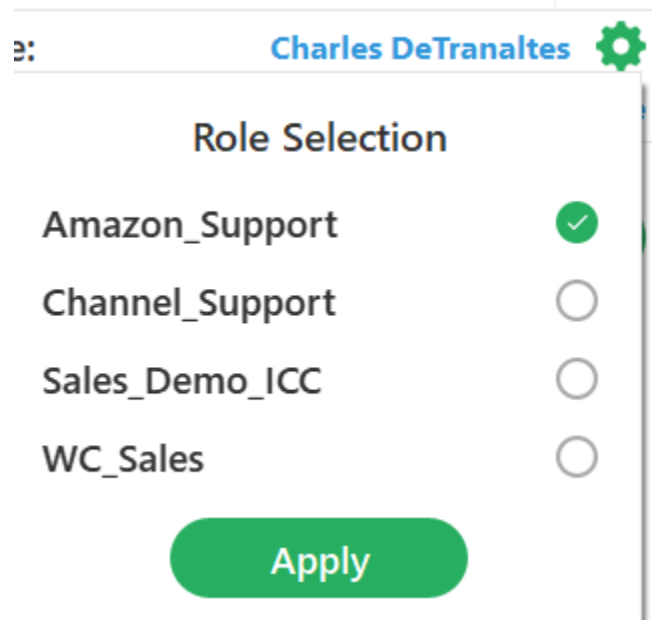 e: Charles DeTranaltes
Role Selection
Amazon_Support
Channel_Support
Sales_Demo_ICC
WC_Sales
Apply